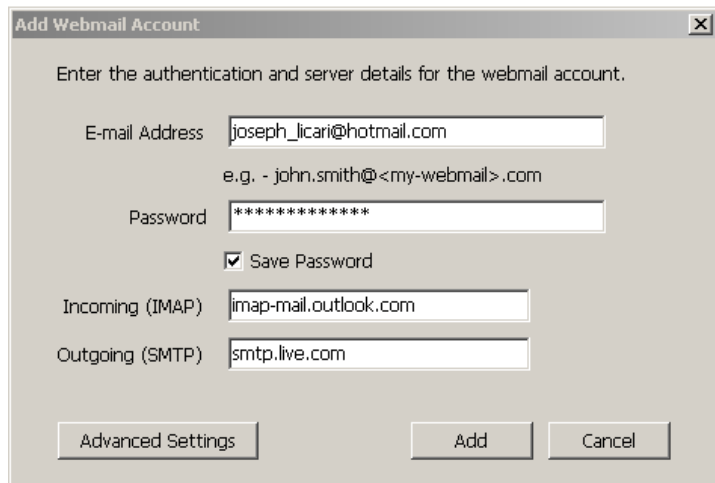 Add Webmail Account
Enter the authentication and server details for the webmail account.
E-mail Address joseph_licari@hotmail.com
e.g. - john.smith@<my-webmail>.com
Password *************
Save Password
Incoming (IMAP) imap-mail.outlook.com
Outgoing (SMTP) smtp.live.com
Advanced Settings Add Cancel